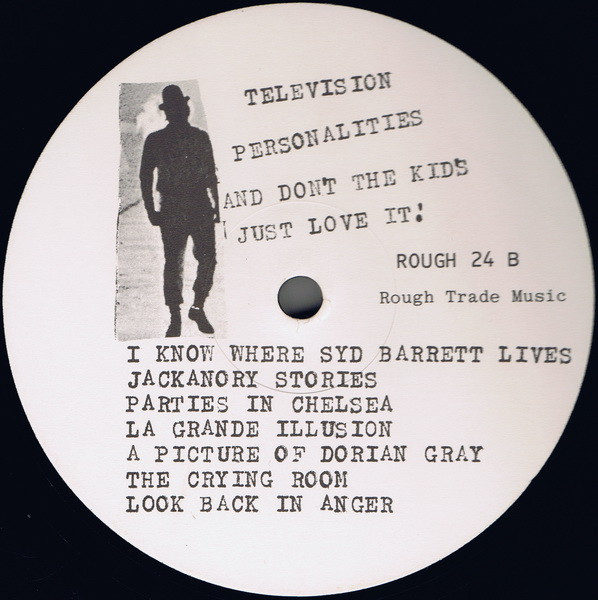 TELEVISION
PERSONALITIES
AND DON'T THE KIDS
JUST LOVE IT!
ROUGH 24 B
Rough Trade Music
I KNOW WHERE SYD BARRETT LIVES
JACKANORY STORIES
PARTIES IN CHELSEA
LA GRANDE ILLUSION
A PICTURE OF DORIAN GRAY
THE CRYING ROOM
LOOK BACK IN ANGER